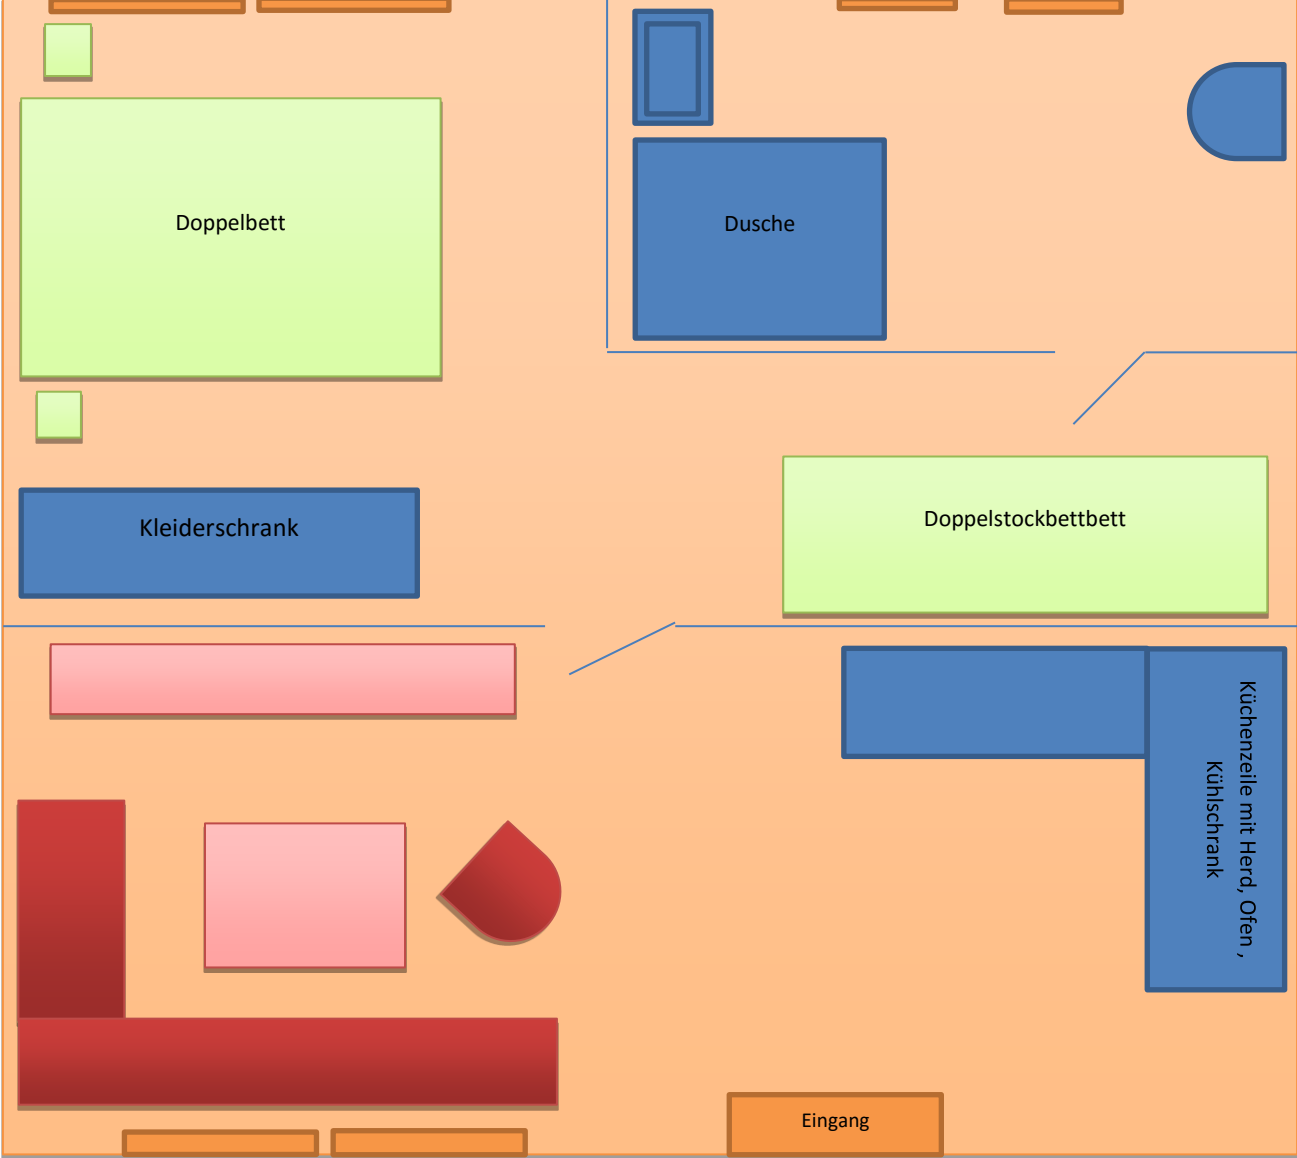 Doppelbett
Dusche
Kleiderschrank
Doppelstockbettbett
Küchenzeile mit Herd, Ofen ,
Kühlschrank
Eingang